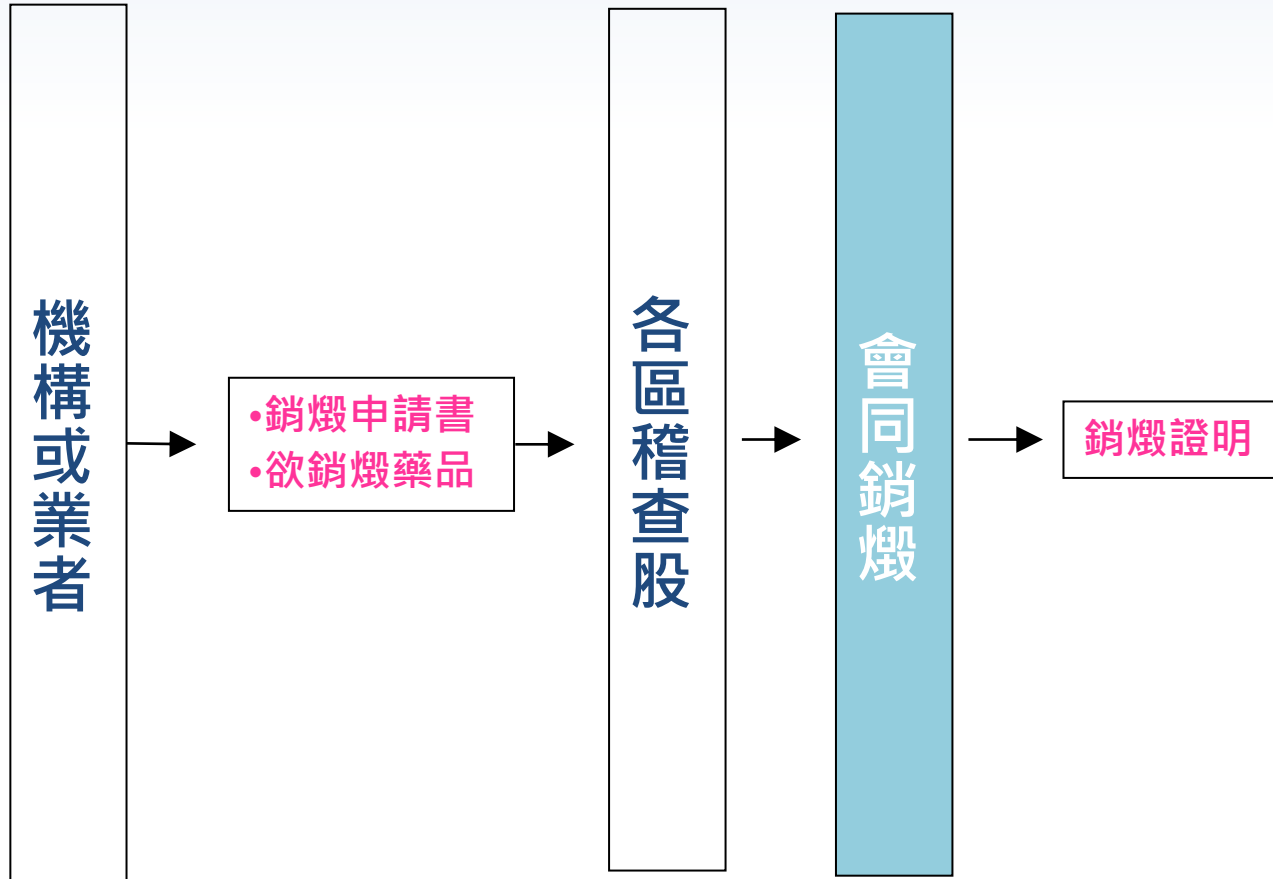 機構或業者
•銷燬申請書
•欲銷燬藥品
各區稽查股
會同銷燬
銷燬證明